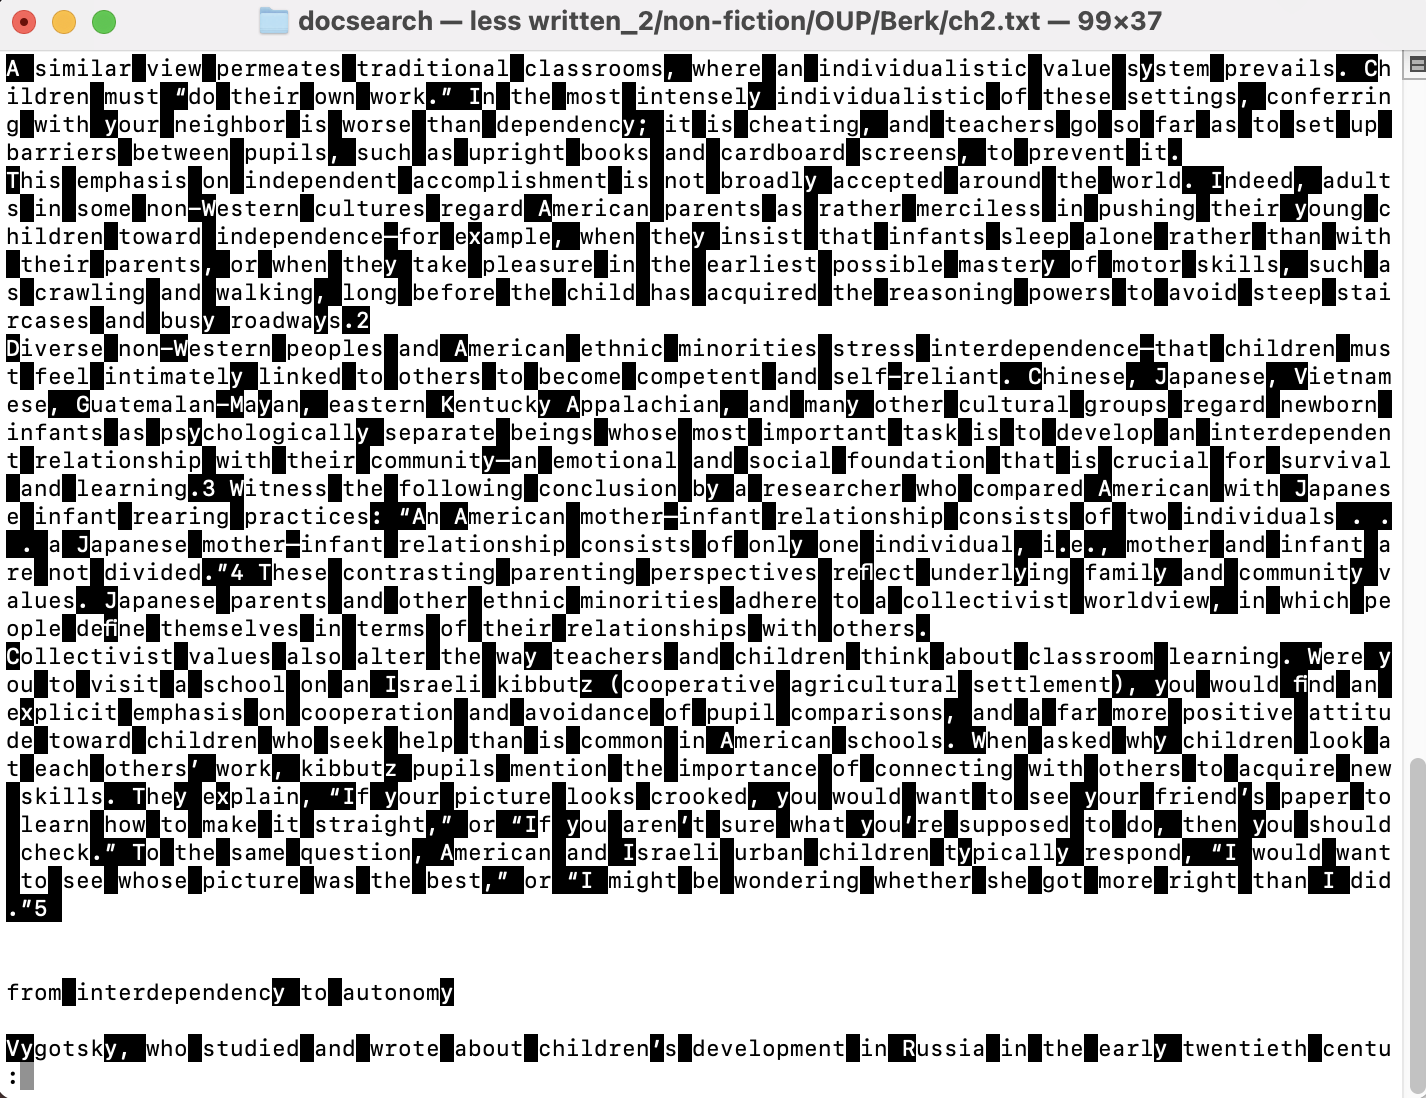 docsearch — less written_2/non-fiction/OUP/Berk/ch2.txt — 99×37
A similar view permeates traditional classrooms, where an individualistic value system prevails. Ch
ildren must “do their own work.” In the most intensely individualistic of these settings, conferrin
g with your neighbor is worse than dependency; it is cheating, and teachers go so far as to set up 
barriers between pupils, such as upright books and cardboard screens, to prevent it.
This emphasis on independent accomplishment is not broadly accepted around the world. Indeed, adult
s in some non–Western cultures regard American parents as rather merciless in pushing their young c
hildren toward independence—for example, when they insist that infants sleep alone rather than with
 their parents, or when they take pleasure in the earliest possible mastery of motor skills, such a
s crawling and walking, long before the child has acquired the reasoning powers to avoid steep stai
rcases and busy roadways.2
Diverse non–Western peoples and American ethnic minorities stress interdependence—that children mus
t feel intimately linked to others to become competent and self–reliant. Chinese, Japanese, Vietnam
ese, Guatemalan–Mayan, eastern Kentucky Appalachian, and many other cultural groups regard newborn 
infants as psychologically separate beings whose most important task is to develop an interdependen
t relationship with their community—an emotional and social foundation that is crucial for survival
 and learning.3 Witness the following conclusion by a researcher who compared American with Japanes
e infant rearing practices: “An American mother–infant relationship consists of two individuals . .
 . a Japanese mother–infant relationship consists of only one individual, i.e., mother and infant a
re not divided.”4 These contrasting parenting perspectives reflect underlying family and community v
alues. Japanese parents and other ethnic minorities adhere to a collectivist worldview, in which pe
ople define themselves in terms of their relationships with others.
Collectivist values also alter the way teachers and children think about classroom learning. Were y
ou to visit a school on an Israeli kibbutz (cooperative agricultural settlement), you would find an 
explicit emphasis on cooperation and avoidance of pupil comparisons, and a far more positive attitu
de toward children who seek help than is common in American schools. When asked why children look a
t each others’ work, kibbutz pupils mention the importance of connecting with others to acquire new
 skills. They explain, “If your picture looks crooked, you would want to see your friend’s paper to
 learn how to make it straight,” or “If you aren’t sure what you’re supposed to do, then you should
 check.” To the same question, American and Israeli urban children typically respond, “I would want
 to see whose picture was the best,” or “I might be wondering whether she got more right than I did
.”5
from interdependency to autonomy
Vygotsky, who studied and wrote about children’s development in Russia in the early twentieth centu
: